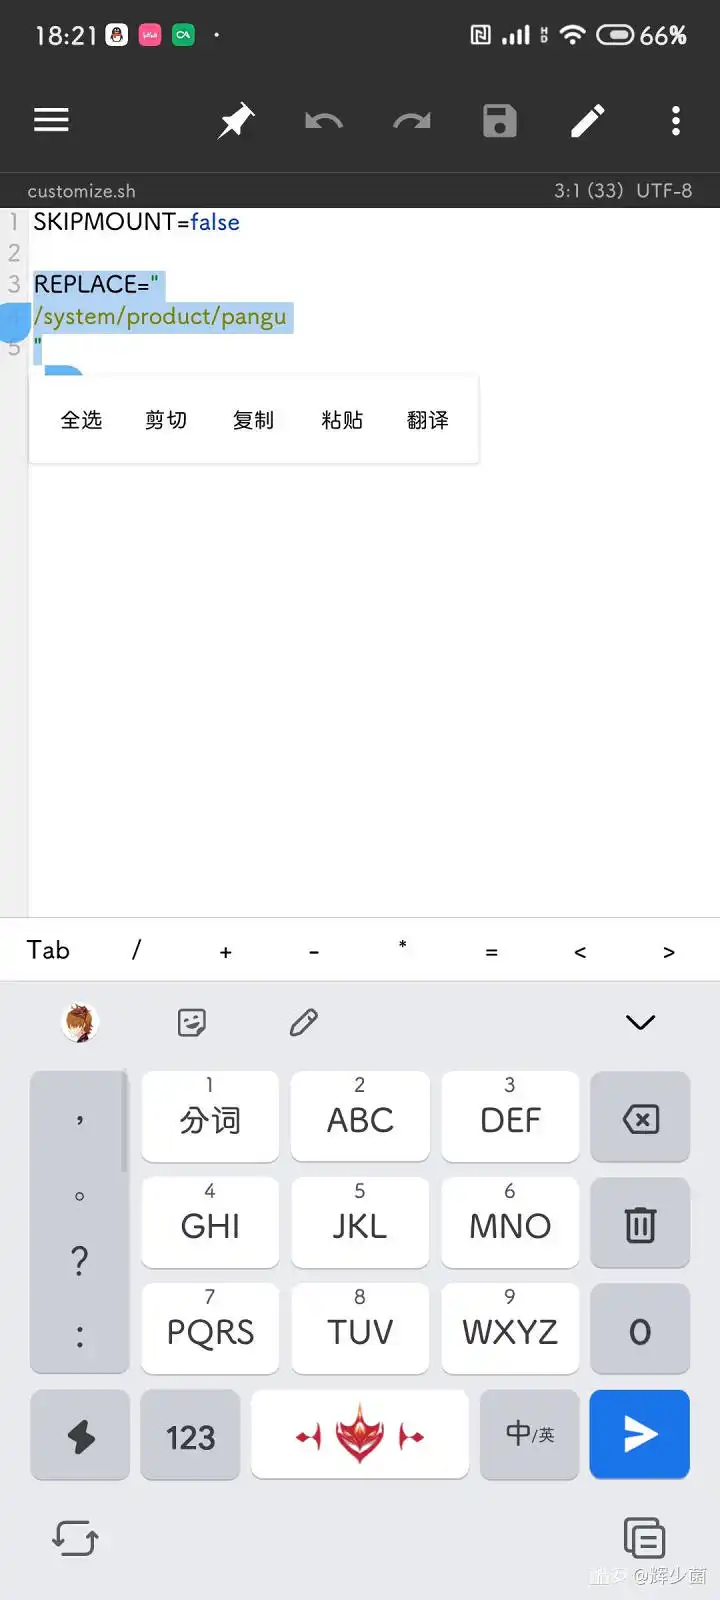 18:21 66%
customize.sh 3:1 (33) UTF-8
1 SKIPMOUNT=false
2
3 REPLACE="
4 /system/product/pangu
5 "
全选 剪切 复制 粘贴 翻译
Tab / + - * = < >
, 1 2 3
分词 ABC DEF
。 4 5 6
GHI JKL MNO
?
7 8 9
: PQRS TUV WXYZ 0
123 中/英
@辉少菌